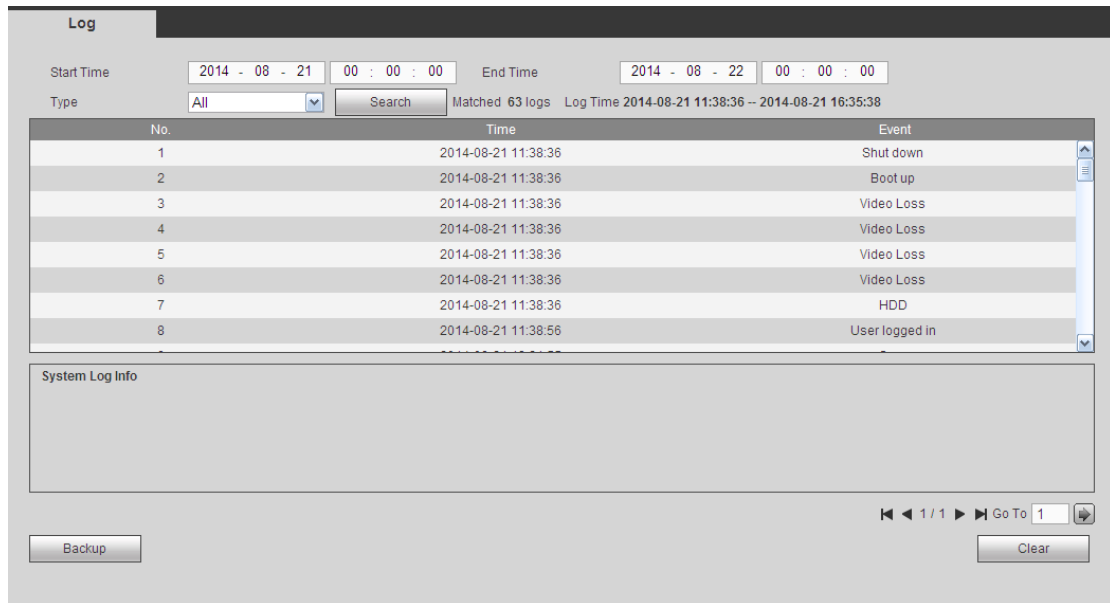 Log
Start Time 2014 - 08 - 21 00 : 00 : 00 End Time 2014 - 08 - 22 00 : 00 : 00
Type All Search Matched 63 logs Log Time 2014-08-21 11:38:36 -- 2014-08-21 16:35:38
No. Time Event
1 2014-08-21 11:38:36 Shut down
2 2014-08-21 11:38:36 Boot up
3 2014-08-21 11:38:36 Video Loss
4 2014-08-21 11:38:36 Video Loss
5 2014-08-21 11:38:36 Video Loss
6 2014-08-21 11:38:36 Video Loss
7 2014-08-21 11:38:36 HDD
8 2014-08-21 11:38:56 User logged in
System Log Info
1 / 1 Go To 1
Backup Clear